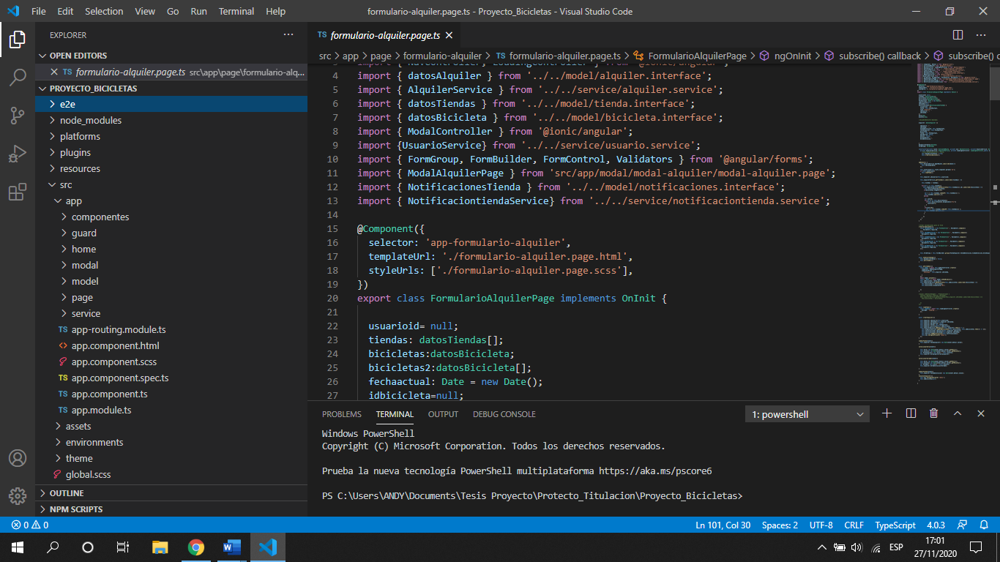 File Edit Selection View Go Run Terminal Help
formulario-alquiler.page.ts - Proyecto_Bicicletas - Visual Studio Code
EXPLORER
OPEN EDITORS
TS formulario-alquiler.page.ts src\app\page\formulario-alq...
PROYECTO_BICICLETAS
e2e
node_modules
platforms
plugins
resources
src
app
componentes
guard
home
modal
model
page
service
TS app-routing.module.ts
<> app.component.html
app.component.scss
TS app.component.spec.ts
TS app.component.ts
TS app.module.ts
assets
environments
theme
global.scss
OUTLINE
NPM SCRIPTS
TS formulario-alquiler.page.ts
src > app > page > formulario-alquiler > TS formulario-alquiler.page.ts > FormularioAlquilerPage > ngOnInit > subscribe() callback > subscribe() c
4 import { datosAlquiler } from '../../model/alquiler.interface';
5 import { AlquilerService } from '../../service/alquiler.service';
6 import { datosTiendas } from '../../model/tienda.interface';
7 import { datosBicicleta } from '../../model/bicicleta.interface';
8 import { ModalController } from '@ionic/angular';
9 import {UsuarioService} from '../../service/usuario.service';
10 import { FormGroup, FormBuilder, FormControl, Validators } from '@angular/forms';
11 import { ModalAlquilerPage } from 'src/app/modal/modal-alquiler/modal-alquiler.page';
12 import { NotificacionesTienda } from '../../model/notificaciones.interface';
13 import { NotificaciontiendaService} from '../../service/notificaciontienda.service';
14
15 @Component({
16 selector: 'app-formulario-alquiler',
17 templateUrl: './formulario-alquiler.page.html',
18 styleUrls: ['./formulario-alquiler.page.scss'],
19 })
20 export class FormularioAlquilerPage implements OnInit {
21
22 usuarioid= null;
23 tiendas: datosTiendas[];
24 bicicletas:datosBicicleta;
25 bicicletas2:datosBicicleta[];
26 fechaactual: Date = new Date();
27 idbicicleta=null;
PROBLEMS TERMINAL OUTPUT DEBUG CONSOLE
1: powershell
Windows PowerShell
Copyright (C) Microsoft Corporation. Todos los derechos reservados.
Prueba la nueva tecnología PowerShell multiplataforma https://aka.ms/pscore6
PS C:\Users\ANDY\Documents\Tesis Proyecto\Protecto_Titulacion\Proyecto_Bicicletas>
0 0
Ln 101, Col 30 Spaces: 2 UTF-8 CRLF TypeScript 4.0.3
ESP
17:01
27/11/2020